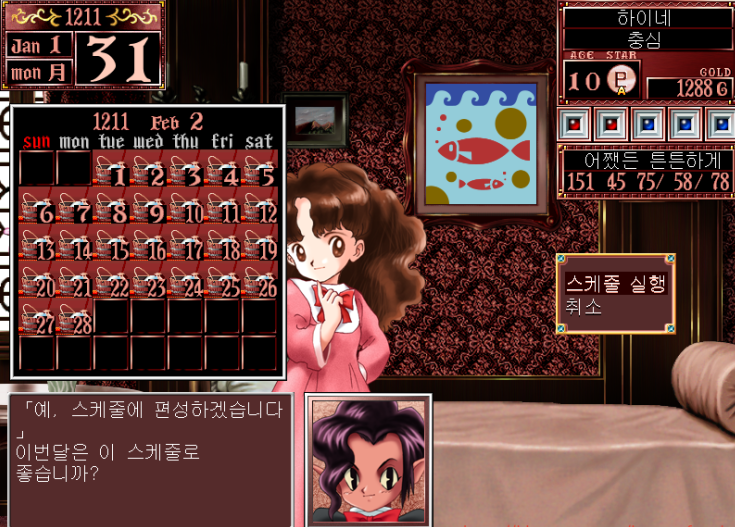 1211
Jan 1
mon 月
31
하이네
충심
AGE STAR
10 P A
GOLD
1288 G
어쨌든 튼튼하게
151 45 75/ 58/ 78
1211 Feb 2
sun mon tue wed thu fri sat
1 2 3 4 5
6 7 8 9 10 11 12
13 14 15 16 17 18 19
20 21 22 23 24 25 26
27 28
스케줄 실행
취소
「예, 스케줄에 편성하겠습니다
」
이번달은 이 스케줄로
좋습니까?